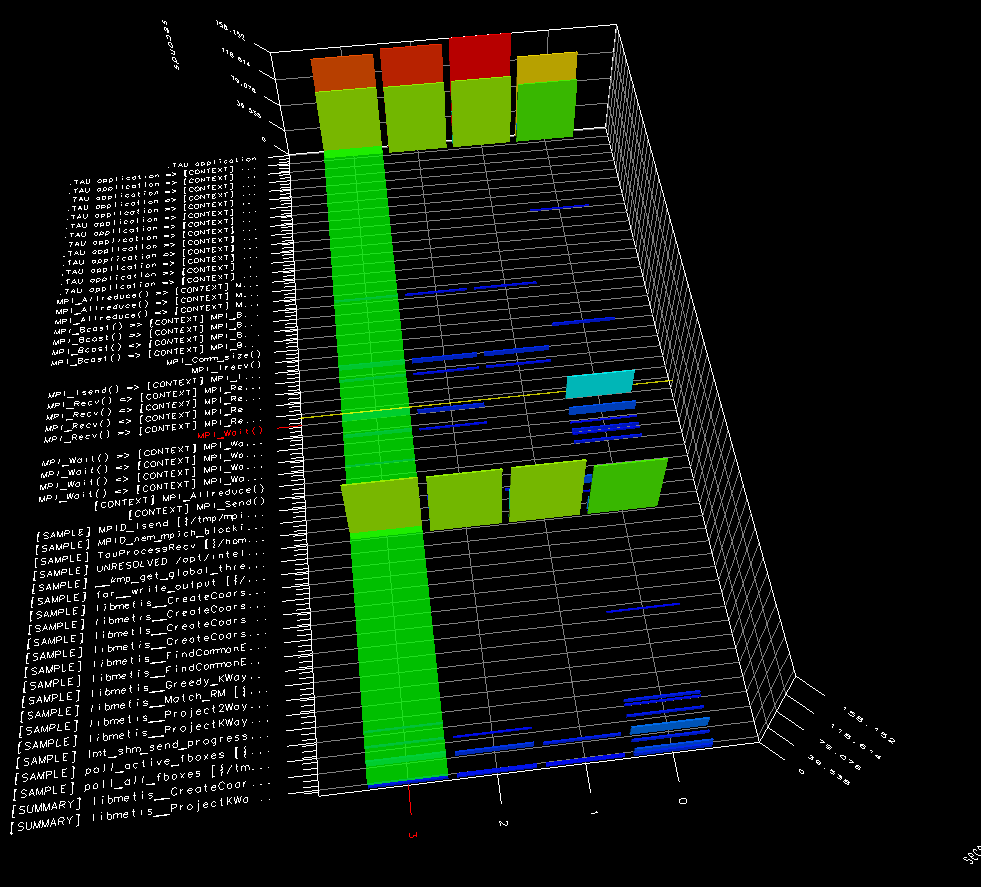 seconds
158.152
118.614
79.076
39.538
0
.TAU application
.TAU application => [CONTEXT] ...
.TAU application => [CONTEXT] ...
.TAU application => [CONTEXT] ...
.TAU application => [CONTEXT] ...
.TAU application => [CONTEXT] ...
.TAU application => [CONTEXT] ...
.TAU application => [CONTEXT] ...
.TAU application => [CONTEXT] ...
.TAU application => [CONTEXT] ...
.TAU application => [CONTEXT] ...
.TAU application => [CONTEXT] ...
.TAU application => [CONTEXT] ...
MPI_Allreduce() => [CONTEXT] M...
MPI_Allreduce() => [CONTEXT] M...
MPI_Allreduce() => [CONTEXT] M...
MPI_Bcast() => [CONTEXT] MPI_B...
MPI_Bcast() => [CONTEXT] MPI_B...
MPI_Bcast() => [CONTEXT] MPI_B...
MPI_Bcast() => [CONTEXT] MPI_B...
MPI_Comm_size()
MPI_Irecv()
MPI_Isend() => [CONTEXT] MPI_I...
MPI_Recv() => [CONTEXT] MPI_Re...
MPI_Recv() => [CONTEXT] MPI_Re...
MPI_Recv() => [CONTEXT] MPI_Re...
MPI_Recv() => [CONTEXT] MPI_Re...
MPI_Wait()
MPI_Wait() => [CONTEXT] MPI_Wa...
MPI_Wait() => [CONTEXT] MPI_Wa...
MPI_Wait() => [CONTEXT] MPI_Wa...
MPI_Wait() => [CONTEXT] MPI_Wa...
[CONTEXT] MPI_Allreduce()
[CONTEXT] MPI_Send()
[SAMPLE] MPID_Isend [{/tmp/mpi...
[SAMPLE] MPID_nem_mpich_blocki...
[SAMPLE] TauProcessRecv [{/hom...
[SAMPLE] UNRESOLVED /opt/intel...
[SAMPLE] __kmp_get_global_thre...
[SAMPLE] for__write_output [{/...
[SAMPLE] libmetis__CreateCoars...
[SAMPLE] libmetis__CreateCoars...
[SAMPLE] libmetis__CreateCoars...
[SAMPLE] libmetis__CreateCoars...
[SAMPLE] libmetis__FindCommonE...
[SAMPLE] libmetis__FindCommonE...
[SAMPLE] libmetis__Greedy_KWay...
[SAMPLE] libmetis__Match_RM [{...
[SAMPLE] libmetis__Project2Way...
[SAMPLE] libmetis__ProjectKWay...
[SAMPLE] lmt_shm_send_progress...
[SAMPLE] poll_active_fboxes [{...
[SAMPLE] poll_all_fboxes [{/tm...
[SUMMARY] libmetis__CreateCoar...
[SUMMARY] libmetis__ProjectKWa...
3
2
1
0
158.152
118.614
79.076
39.538
0